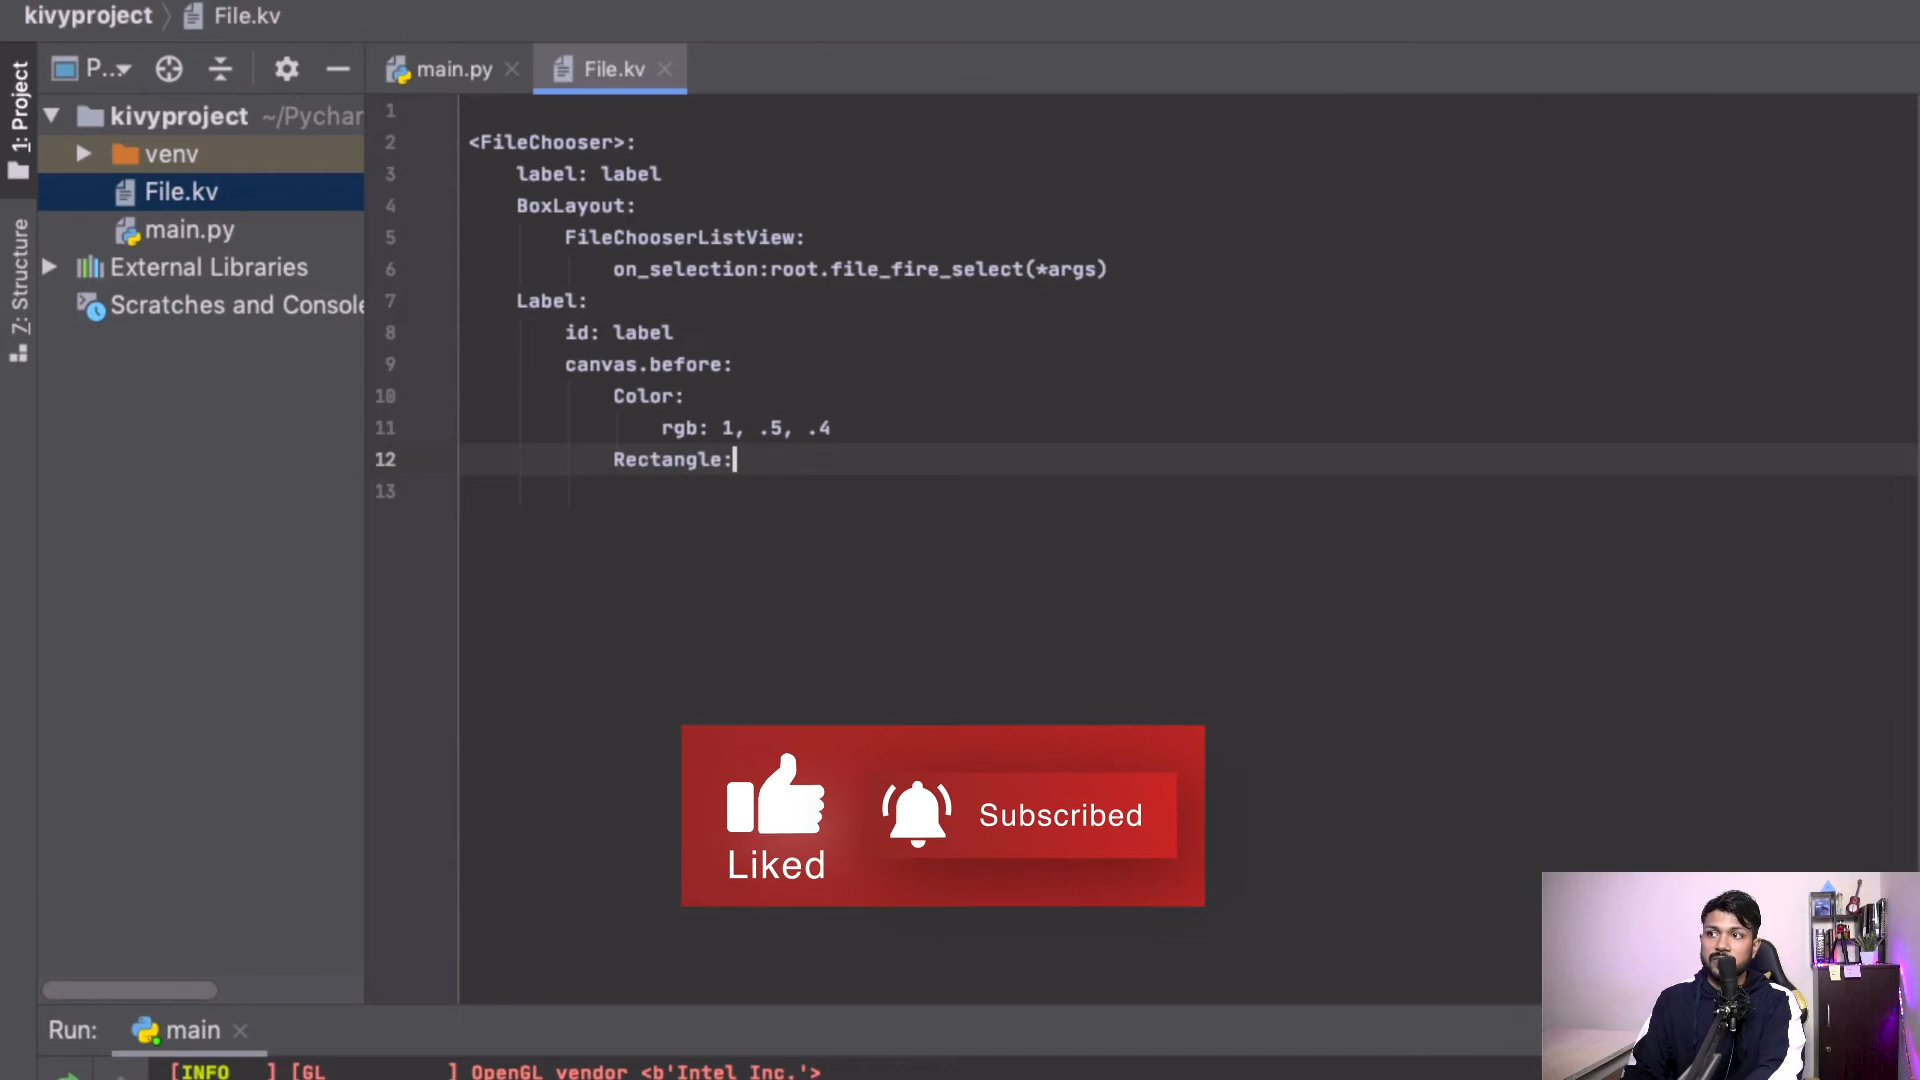 kivyproject File.kv
1: Project
Z: Structure
P..
main.py
File.kv
kivyproject ~/Pychar
venv
File.kv
main.py
External Libraries
Scratches and Console
1
2 <FileChooser>:
3 label: label
4 BoxLayout:
5 FileChooserListView:
6 on_selection:root.file_fire_select(*args)
7 Label:
8 id: label
9 canvas.before:
10 Color:
11 rgb: 1, .5, .4
12 Rectangle:
13
Liked
Subscribed
Run: main
[INFO ] [GL ] OpenGL vendor <b'Intel Inc.'>